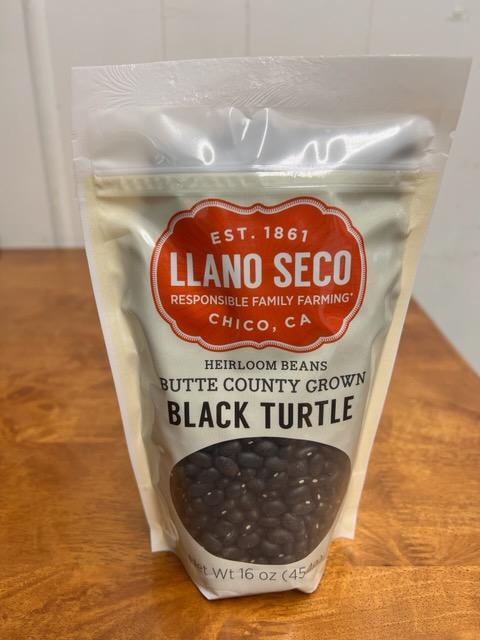 EST. 1861
LLANO SECO
RESPONSIBLE FAMILY FARMING*
CHICO, CA
HEIRLOOM BEANS
BUTTE COUNTY GROWN
BLACK TURTLE
Net Wt 16 oz